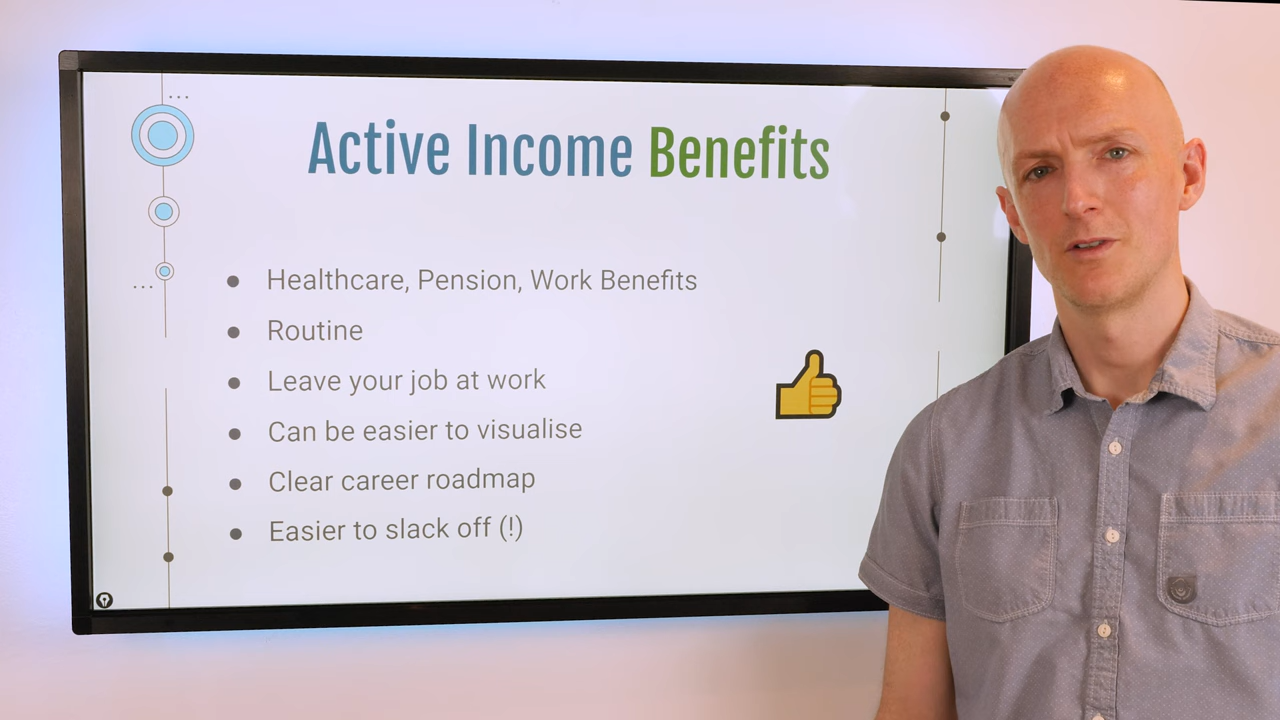 Active Income Benefits
Healthcare, Pension, Work Benefits
Routine
Leave your job at work
Can be easier to visualise
Clear career roadmap
Easier to slack off (!)